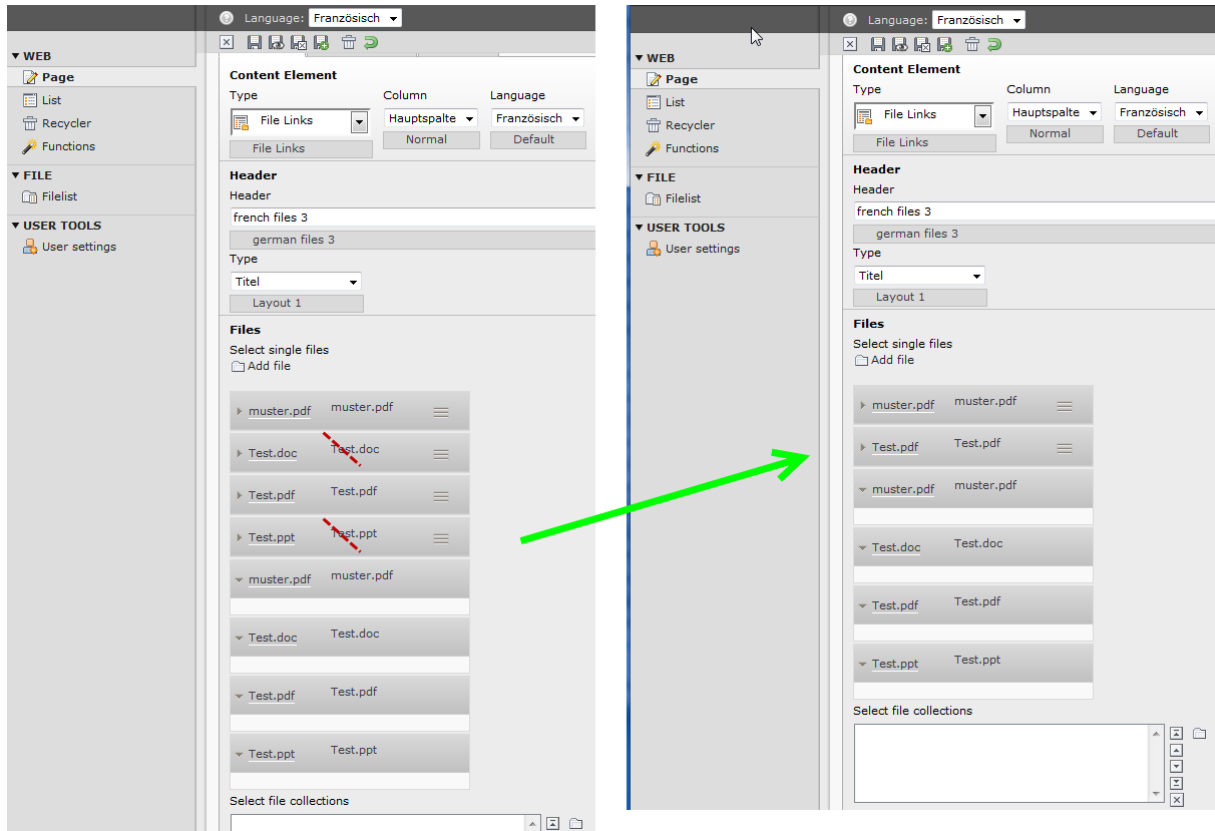 Language: Französisch
WEB
Page
List
Recycler
Functions
FILE
Filelist
USER TOOLS
User settings
Content Element
Type Column Language
File Links Hauptspalte Französisch
File Links Normal Default
Header
Header
french files 3
german files 3
Type
Titel
Layout 1
Files
Select single files
Add file
muster.pdf muster.pdf
Test.doc Test.doc
Test.pdf Test.pdf
Test.ppt Test.ppt
muster.pdf muster.pdf
Test.doc Test.doc
Test.pdf Test.pdf
Test.ppt Test.ppt
Select file collections
Language: Französisch
WEB
Page
List
Recycler
Functions
FILE
Filelist
USER TOOLS
User settings
Content Element
Type Column Language
File Links Hauptspalte Französisch
File Links Normal Default
Header
Header
french files 3
german files 3
Type
Titel
Layout 1
Files
Select single files
Add file
muster.pdf muster.pdf
Test.pdf Test.pdf
muster.pdf muster.pdf
Test.doc Test.doc
Test.pdf Test.pdf
Test.ppt Test.ppt
Select file collections